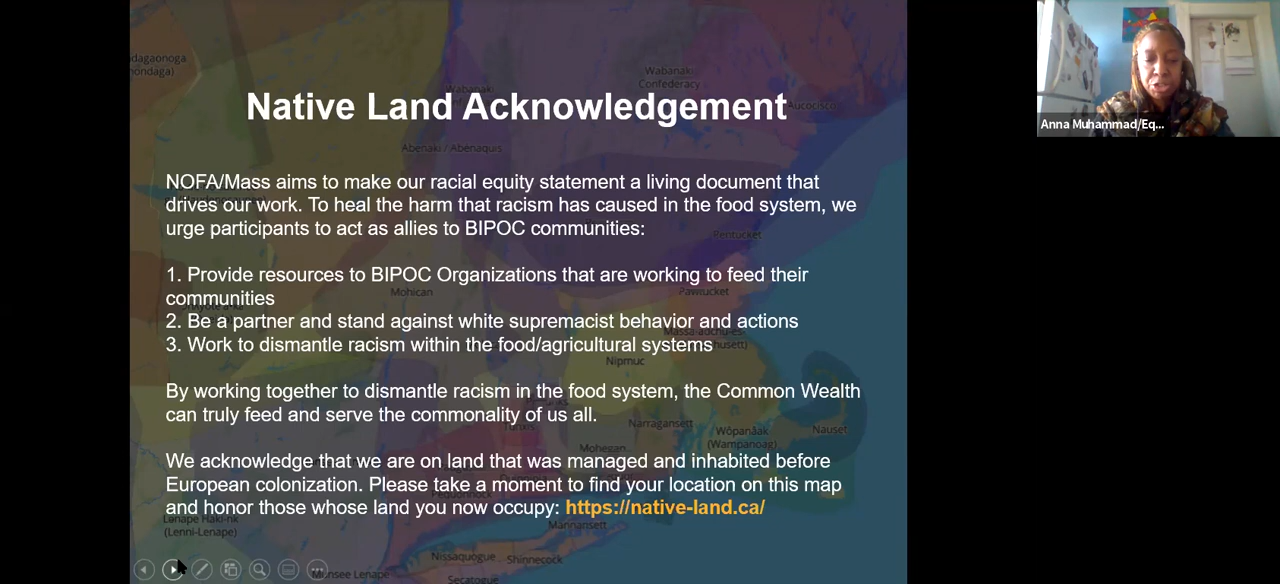 Native Land Acknowledgement
NOFA/Mass aims to make our racial equity statement a living document that
drives our work. To heal the harm that racism has caused in the food system, we
urge participants to act as allies to BIPOC communities:
1. Provide resources to BIPOC Organizations that are working to feed their
communities
2. Be a partner and stand against white supremacist behavior and actions
3. Work to dismantle racism within the food/agricultural systems
By working together to dismantle racism in the food system, the Common Wealth
can truly feed and serve the commonality of us all.
We acknowledge that we are on land that was managed and inhabited before
European colonization. Please take a moment to find your location on this map
and honor those whose land you now occupy: https://native-land.ca/
Wabanaki
Confederacy
Aucocisco
Abenaki / Abenaquis
Pentucket
Mohican
Pawtucket
Nipmuc
Narragansett
Wôpanâak
(Wampanoag)
Nauset
Tunxis
Mohegan
Lenape Haki-nk
(Lenni-Lenape)
Nissaquogue
Shinnecock
Munsee Lenape
Secatogue
Anna Muhammad/Eq...